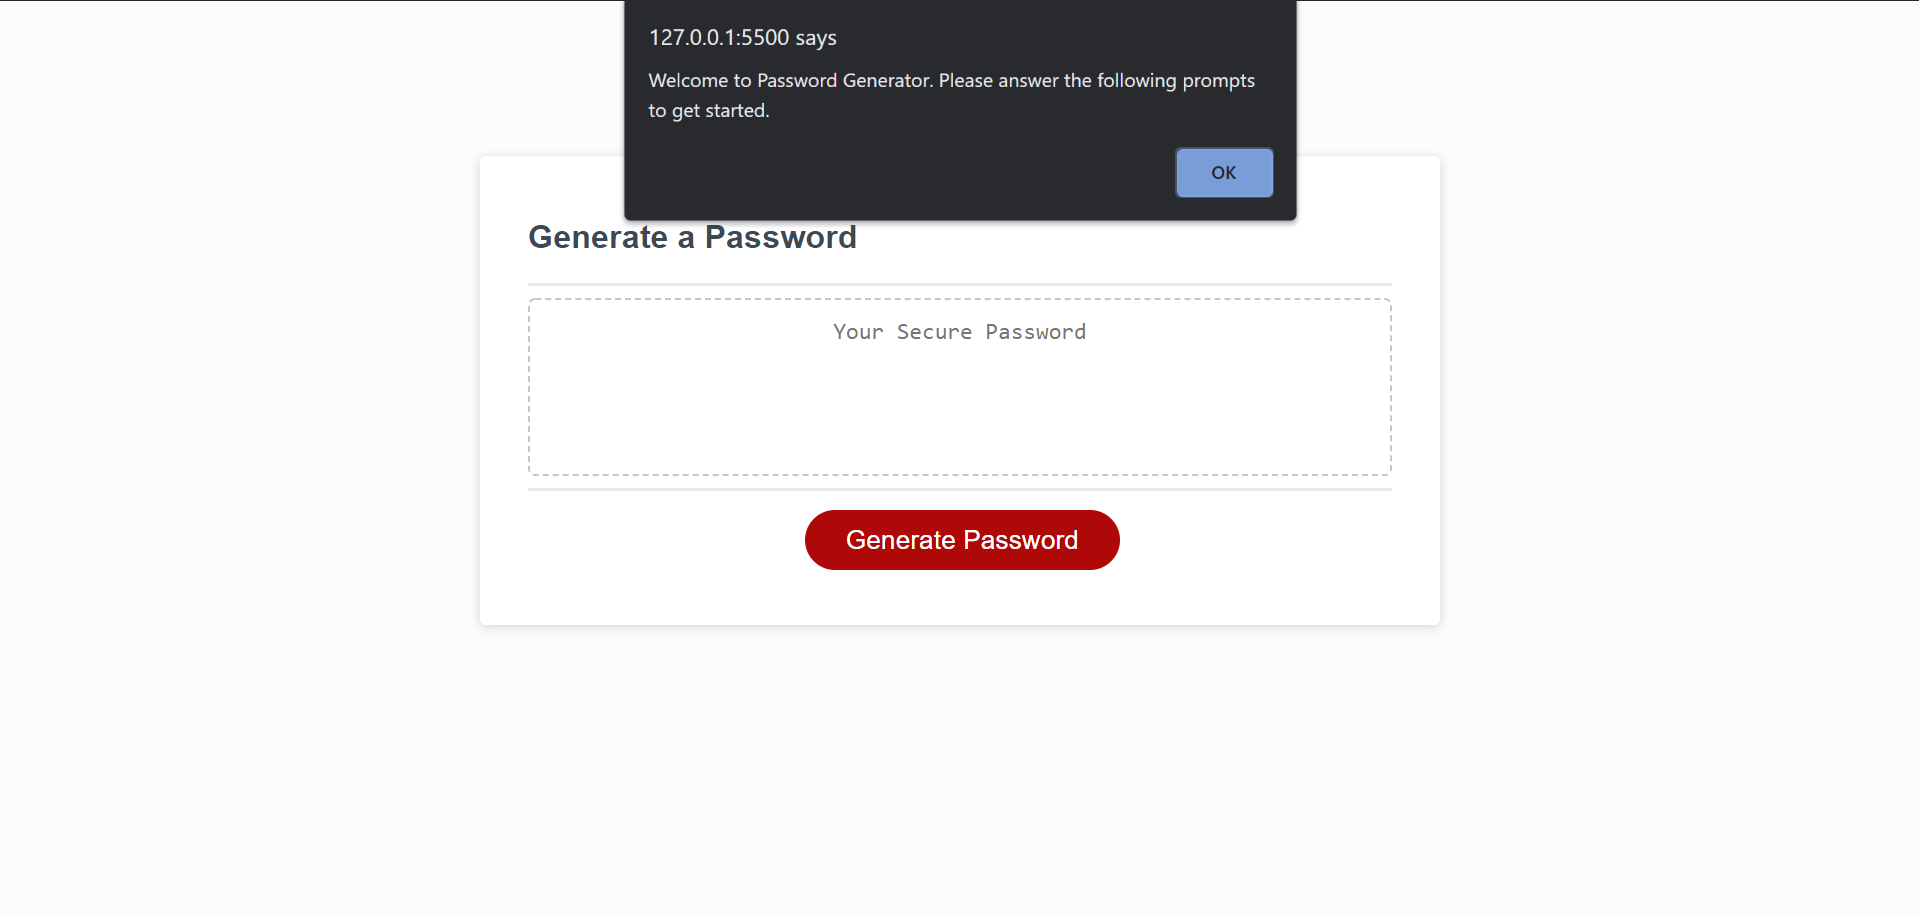 127.0.0.1:5500 says
Welcome to Password Generator. Please answer the following prompts
to get started.
OK
Generate a Password
Your Secure Password
Generate Password